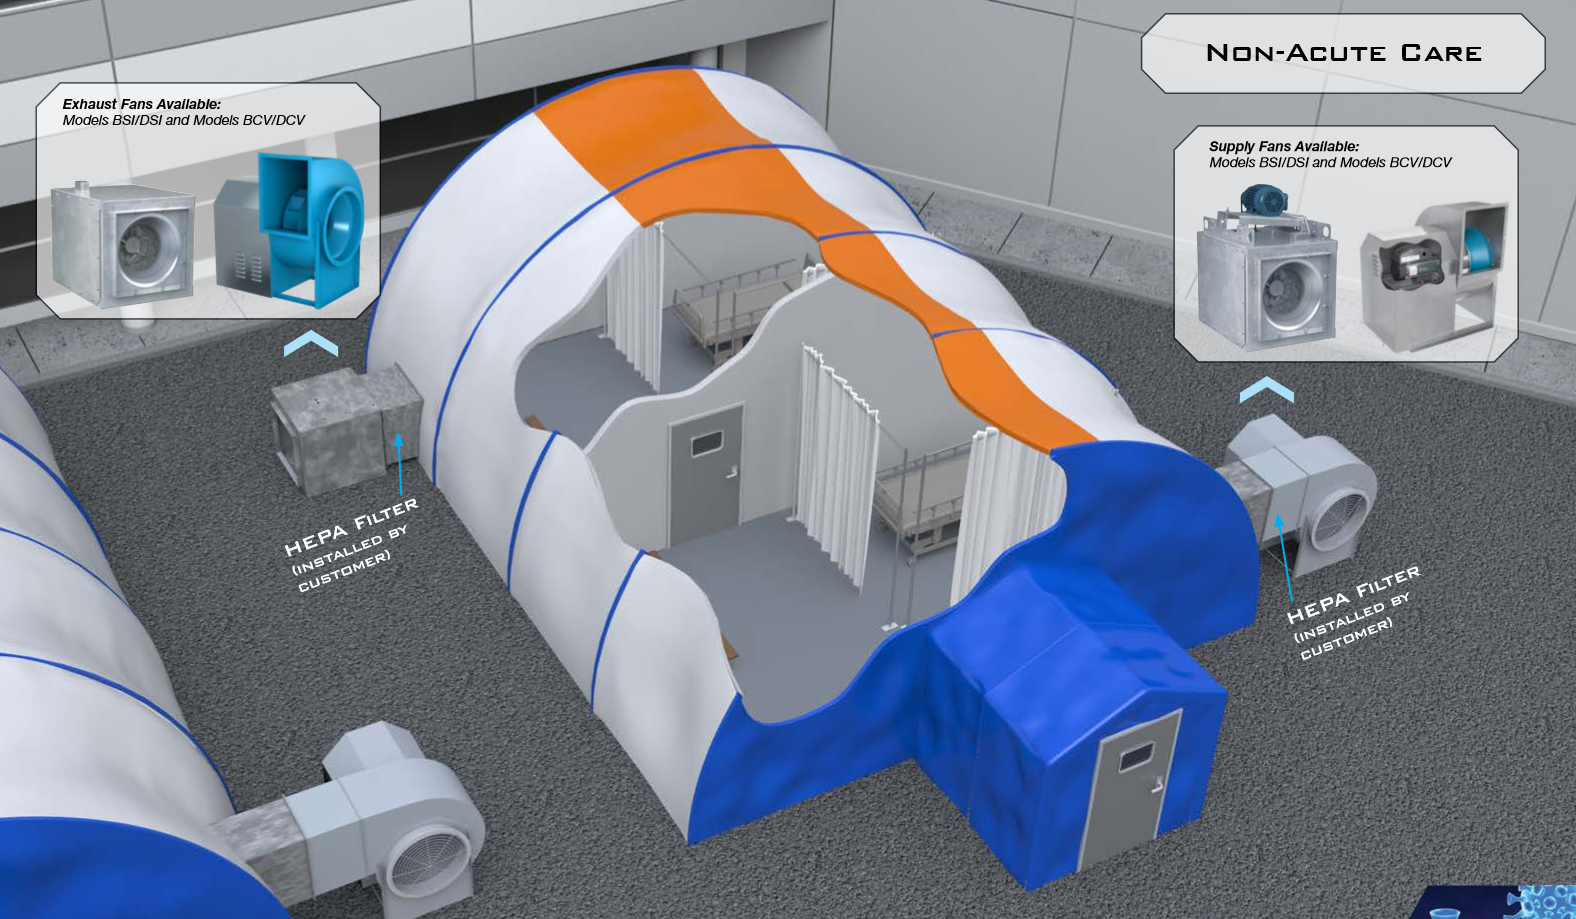 Non-Acute Care
Exhaust Fans Available:
Models BSI/DSI and Models BCV/DCV
Supply Fans Available:
Models BSI/DSI and Models BCV/DCV
HEPA Filter
(installed by
customer)
HEPA Filter
(installed by
customer)